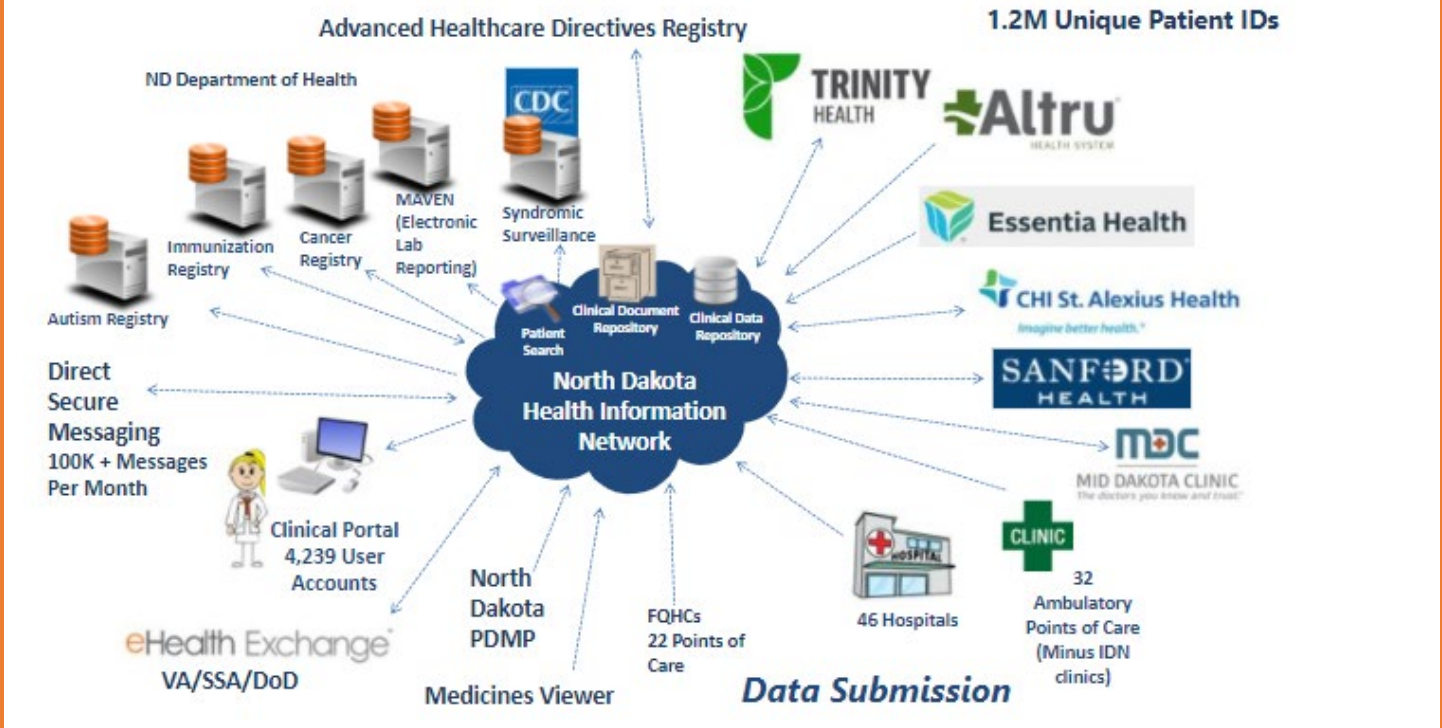 Advanced Healthcare Directives Registry
1.2M Unique Patient IDs
ND Department of Health
CDC
TRINITY
HEALTH
Altru
HEALTH SYSTEM
MAVEN
(Electronic
Lab
Reporting)
Syndromic
Surveillance
Immunization
Registry
Cancer
Registry
Essentia Health
Autism Registry
CHI St. Alexius Health
Imagine better health.®
Patient
Search
Clinical Document
Repository
Clinical Data
Repository
North Dakota
Health Information
Network
SANFORD
HEALTH
Direct
Secure
Messaging
100K + Messages
Per Month
MDC
MID DAKOTA CLINIC
The doctors you know and trust.
Clinical Portal
4,239 User
Accounts
CLINIC
HOSPITAL
46 Hospitals
32
Ambulatory
Points of Care
(Minus IDN
clinics)
North
Dakota
PDMP
FQHCs
22 Points of
Care
eHealth Exchange
VA/SSA/DoD
Medicines Viewer
Data Submission